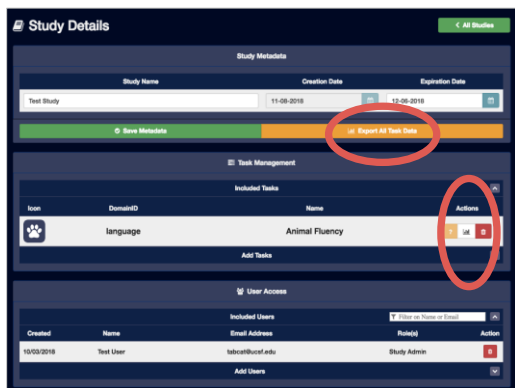 Study Details
All Studies
Study Metadata
Study Name Creation Date Expiration Date
Test Study 11-08-2018 12-08-2018
Save Metadata Export All Task Data
Task Management
Included Tasks
Icon DomainID Name Actions
language Animal Fluency
Add Tasks
User Access
Included Users Filter on Name or Email
Created Name Email Address Role(s) Action
10/03/2018 Test User tabcat@ucsf.edu Study Admin
Add Users